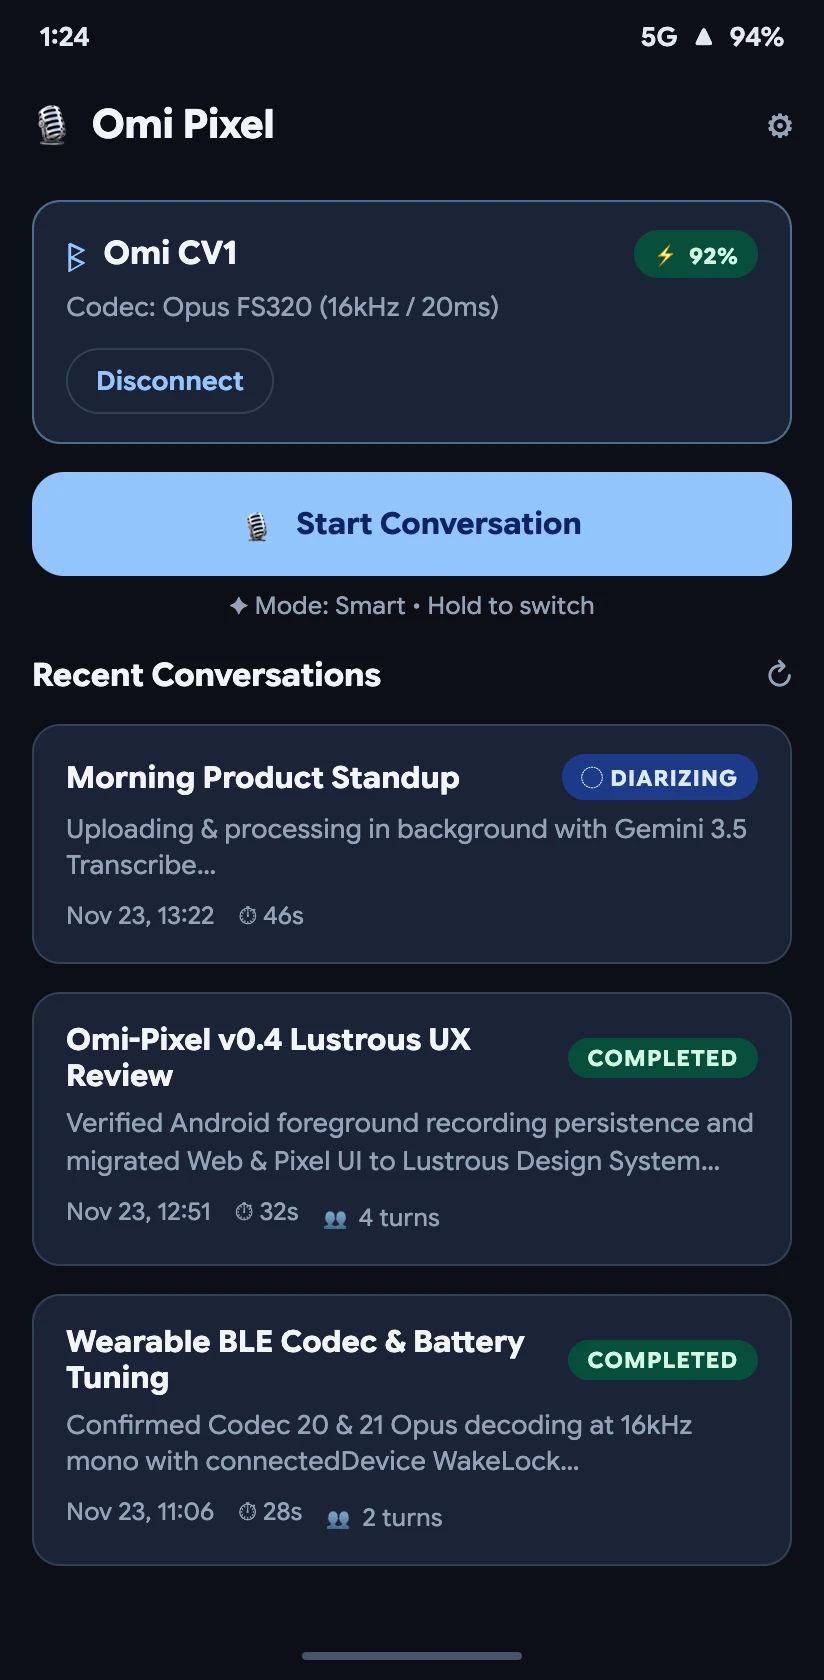 1:24 5G ▲ 94%
🎙️ Omi Pixel ⚙
Omi CV1 ⚡ 92%
Codec: Opus FS320 (16kHz / 20ms)
Disconnect
🎙️ Start Conversation
✦ Mode: Smart • Hold to switch
Recent Conversations ↻
Morning Product Standup
◌ DIARIZING
Uploading & processing in background with Gemini 3.5
Transcribe...
Nov 23, 13:22 ⏱ 46s
Omi-Pixel v0.4 Lustrous UX
Review
COMPLETED
Verified Android foreground recording persistence and
migrated Web & Pixel UI to Lustrous Design System...
Nov 23, 12:51 ⏱ 32s 👥 4 turns
Wearable BLE Codec & Battery
Tuning
COMPLETED
Confirmed Codec 20 & 21 Opus decoding at 16kHz
mono with connectedDevice WakeLock...
Nov 23, 11:06 ⏱ 28s 👥 2 turns